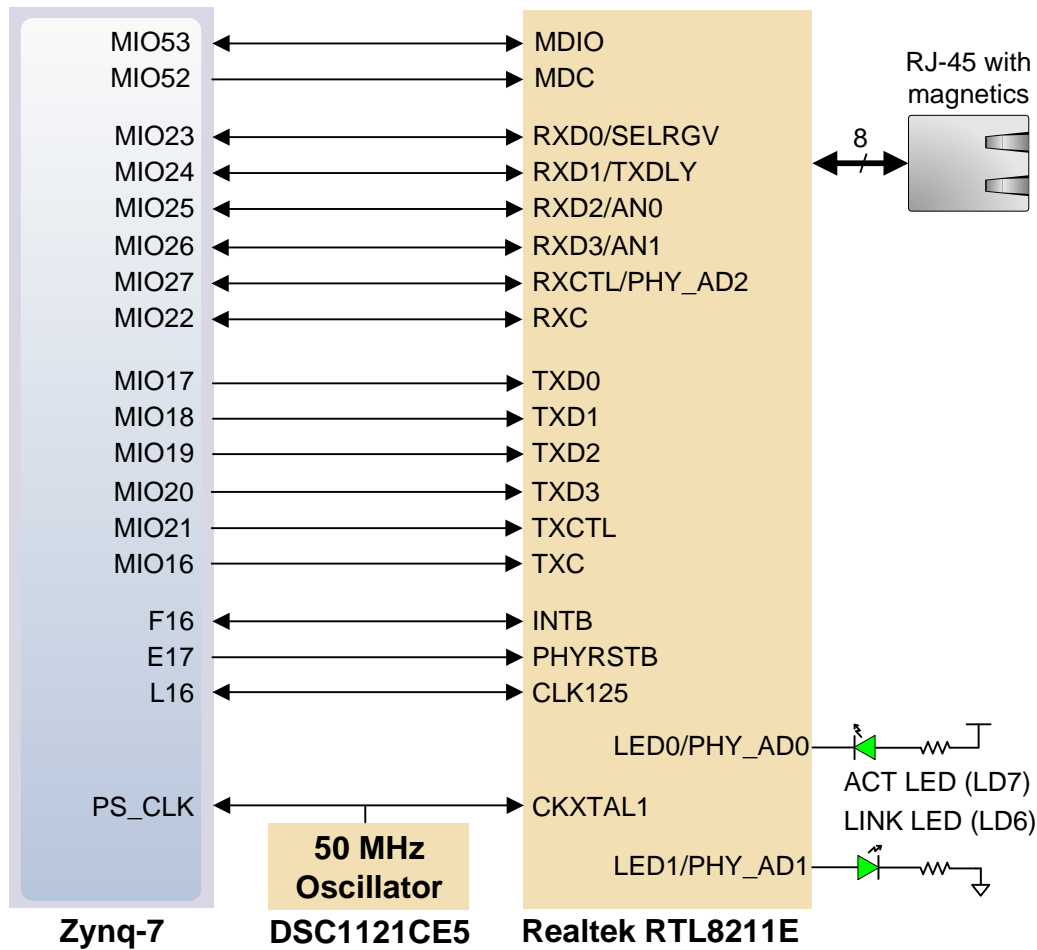 MIO53 MDIO
MIO52 MDC
RJ-45 with
magnetics
MIO23 RXD0/SELRGV
8
MIO24 RXD1/TXDLY
MIO25 RXD2/AN0
MIO26 RXD3/AN1
MIO27 RXCTL/PHY_AD2
MIO22 RXC
MIO17 TXD0
MIO18 TXD1
MIO19 TXD2
MIO20 TXD3
MIO21 TXCTL
MIO16 TXC
F16 INTB
E17 PHYRSTB
L16 CLK125
LED0/PHY_AD0
ACT LED (LD7)
PS_CLK CKXTAL1
LINK LED (LD6)
50 MHz
Oscillator
LED1/PHY_AD1
Zynq-7 DSC1121CE5 Realtek RTL8211E